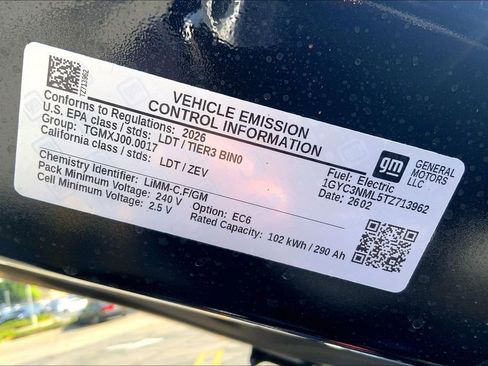 VEHICLE EMISSION
CONTROL INFORMATION
Conforms to Regulations: 2026
U.S. EPA class / stds: LDT / TIER3 BIN0
Group: TGMXJ00.0017
California class / stds: LDT / ZEV
Fuel: Electric
1GYC3NML5TZ713962
Date: 2602
gm
GENERAL
MOTORS
LLC
Chemistry Identifier: LiMM-C.F/GM
Pack Minimum Voltage: 240 V
Option: EC6
Cell Minimum Voltage: 2.5 V
Rated Capacity: 102 kWh / 290 Ah